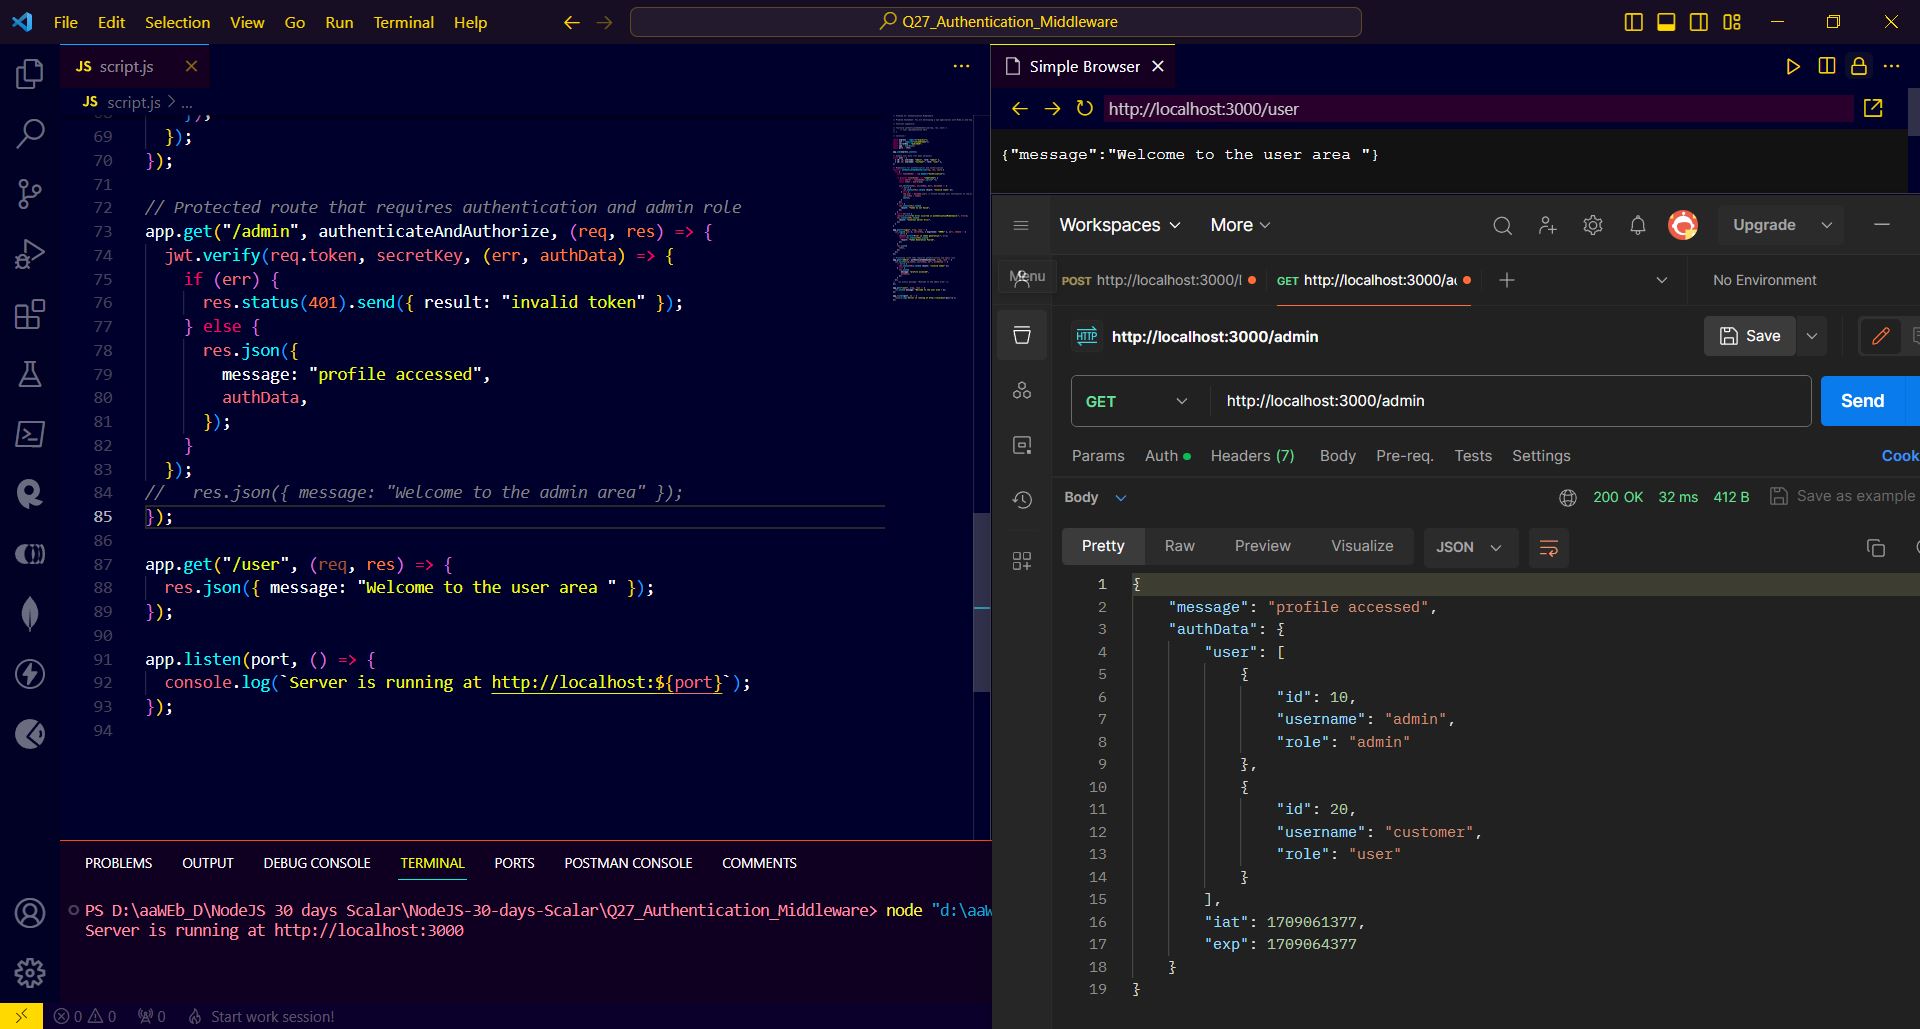 File Edit Selection View Go Run Terminal Help
Q27_Authentication_Middleware
JS script.js
JS script.js > ...
68 });
69 });
70 });
71
72 // Protected route that requires authentication and admin role
73 app.get("/admin", authenticateAndAuthorize, (req, res) => {
74 jwt.verify(req.token, secretKey, (err, authData) => {
75 if (err) {
76 res.status(401).send({ result: "invalid token" });
77 } else {
78 res.json({
79 message: "profile accessed",
80 authData,
81 });
82 }
83 });
84 // res.json({ message: "Welcome to the admin area" });
85 });
86
87 app.get("/user", (req, res) => {
88 res.json({ message: "Welcome to the user area " });
89 });
90
91 app.listen(port, () => {
92 console.log(`Server is running at http://localhost:${port}`);
93 });
94
PROBLEMS OUTPUT DEBUG CONSOLE TERMINAL PORTS POSTMAN CONSOLE COMMENTS
PS D:\aaWEb_D\NodeJS 30 days Scalar\NodeJS-30-days-Scalar\Q27_Authentication_Middleware> node "d:\aaW
Server is running at http://localhost:3000
0 0 0 Start work session!
Simple Browser
http://localhost:3000/user
{"message":"Welcome to the user area "}
Workspaces More Upgrade
Menu
POST http://localhost:3000/l GET http://localhost:3000/a No Environment
HTTP http://localhost:3000/admin Save
GET http://localhost:3000/admin Send
Params Auth Headers (7) Body Pre-req. Tests Settings Cook
Body 200 OK 32 ms 412 B Save as example
Pretty Raw Preview Visualize JSON
1 {
2 "message": "profile accessed",
3 "authData": {
4 "user": [
5 {
6 "id": 10,
7 "username": "admin",
8 "role": "admin"
9 },
10 {
11 "id": 20,
12 "username": "customer",
13 "role": "user"
14 }
15 ],
16 "iat": 1709061377,
17 "exp": 1709064377
18 }
19 }